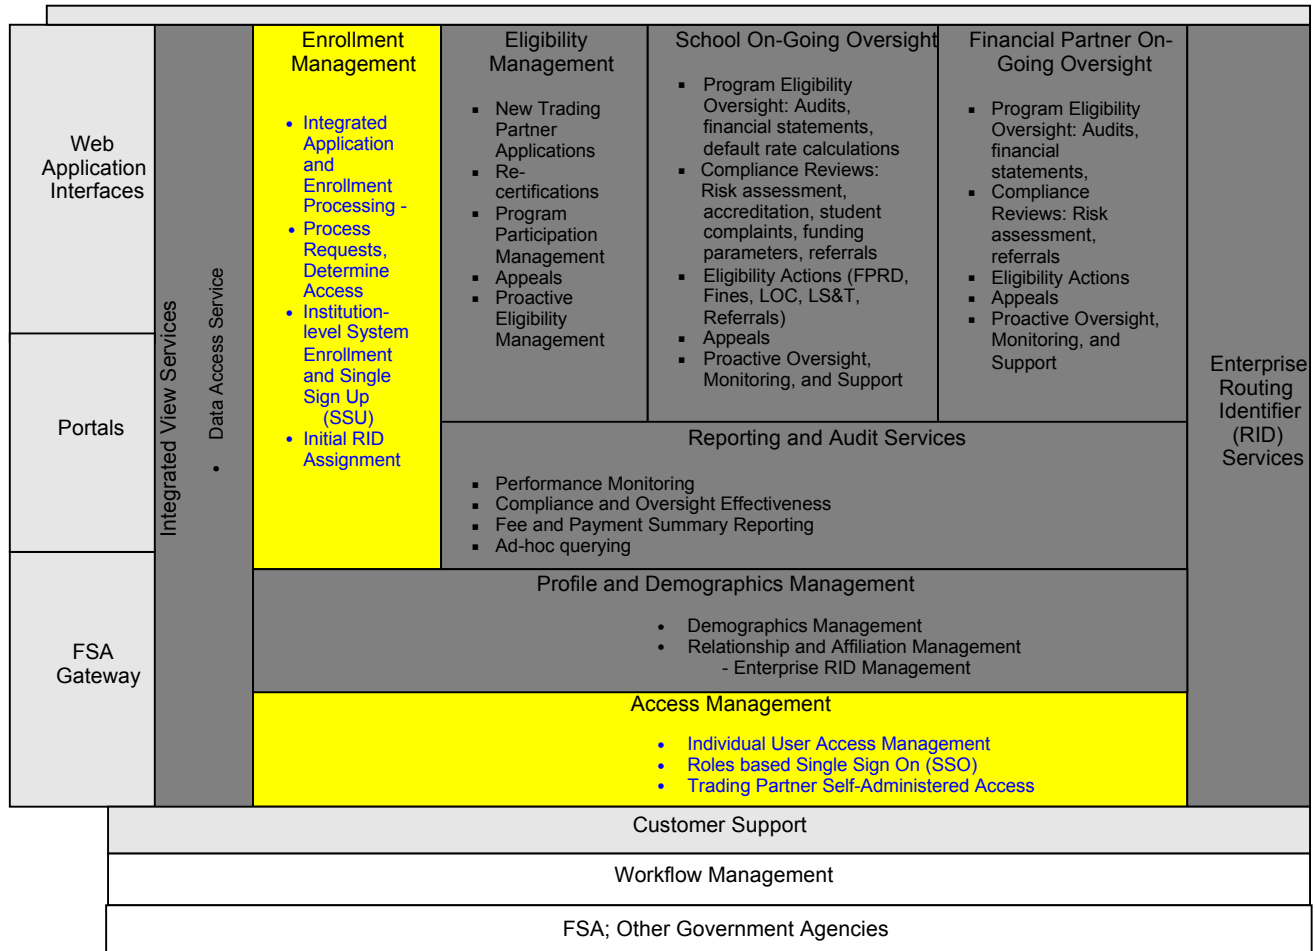 Web
Application
Interfaces
Portals
FSA
Gateway
Integrated View Services
• Data Access Service
Enrollment
Management
• Integrated
Application
and
Enrollment
Processing -
• Process
Requests,
Determine
Access
• Institution-
level System
Enrollment
and Single
Sign Up
(SSU)
• Initial RID
Assignment
Eligibility
Management
▪ New Trading
Partner
Applications
▪ Re-
certifications
▪ Program
Participation
Management
▪ Appeals
▪ Proactive
Eligibility
Management
School On-Going Oversight
▪ Program Eligibility
Oversight: Audits,
financial statements,
default rate calculations
▪ Compliance Reviews:
Risk assessment,
accreditation, student
complaints, funding
parameters, referrals
▪ Eligibility Actions (FPRD,
Fines, LOC, LS&T,
Referrals)
▪ Appeals
▪ Proactive Oversight,
Monitoring, and Support
Financial Partner On-
Going Oversight
▪ Program Eligibility
Oversight: Audits,
financial
statements,
▪ Compliance
Reviews: Risk
assessment,
referrals
▪ Eligibility Actions
▪ Appeals
▪ Proactive Oversight,
Monitoring, and
Support
Enterprise
Routing
Identifier
(RID)
Services
Reporting and Audit Services
▪ Performance Monitoring
▪ Compliance and Oversight Effectiveness
▪ Fee and Payment Summary Reporting
▪ Ad-hoc querying
Profile and Demographics Management
• Demographics Management
• Relationship and Affiliation Management
- Enterprise RID Management
Access Management
• Individual User Access Management
• Roles based Single Sign On (SSO)
• Trading Partner Self-Administered Access
Customer Support
Workflow Management
FSA; Other Government Agencies